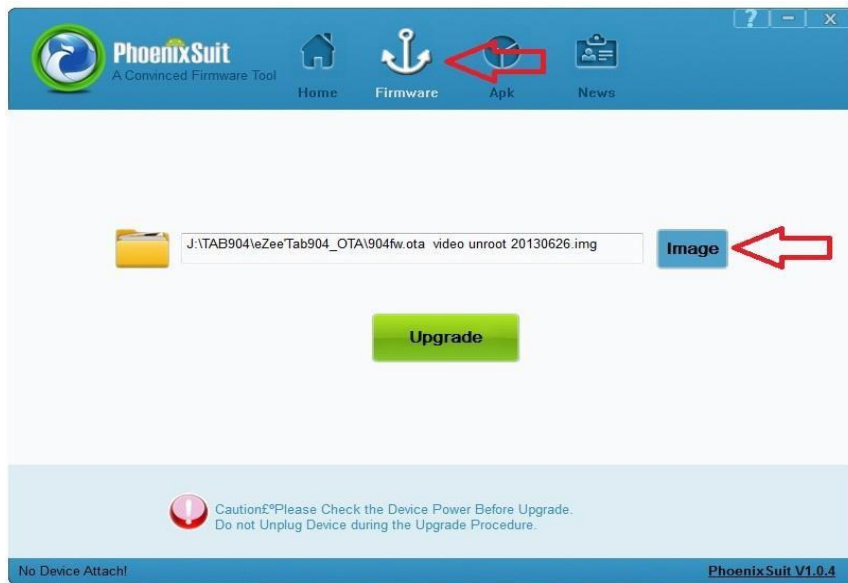 ? – x
PhoenixSuit
A Convinced Firmware Tool
Home Firmware Apk News
J:\TAB904\eZee'Tab904_OTA\904fw.ota video unroot 20130626.img
Image
Upgrade
Caution£ºPlease Check the Device Power Before Upgrade.
Do not Unplug Device during the Upgrade Procedure.
No Device Attach!
PhoenixSuit V1.0.4